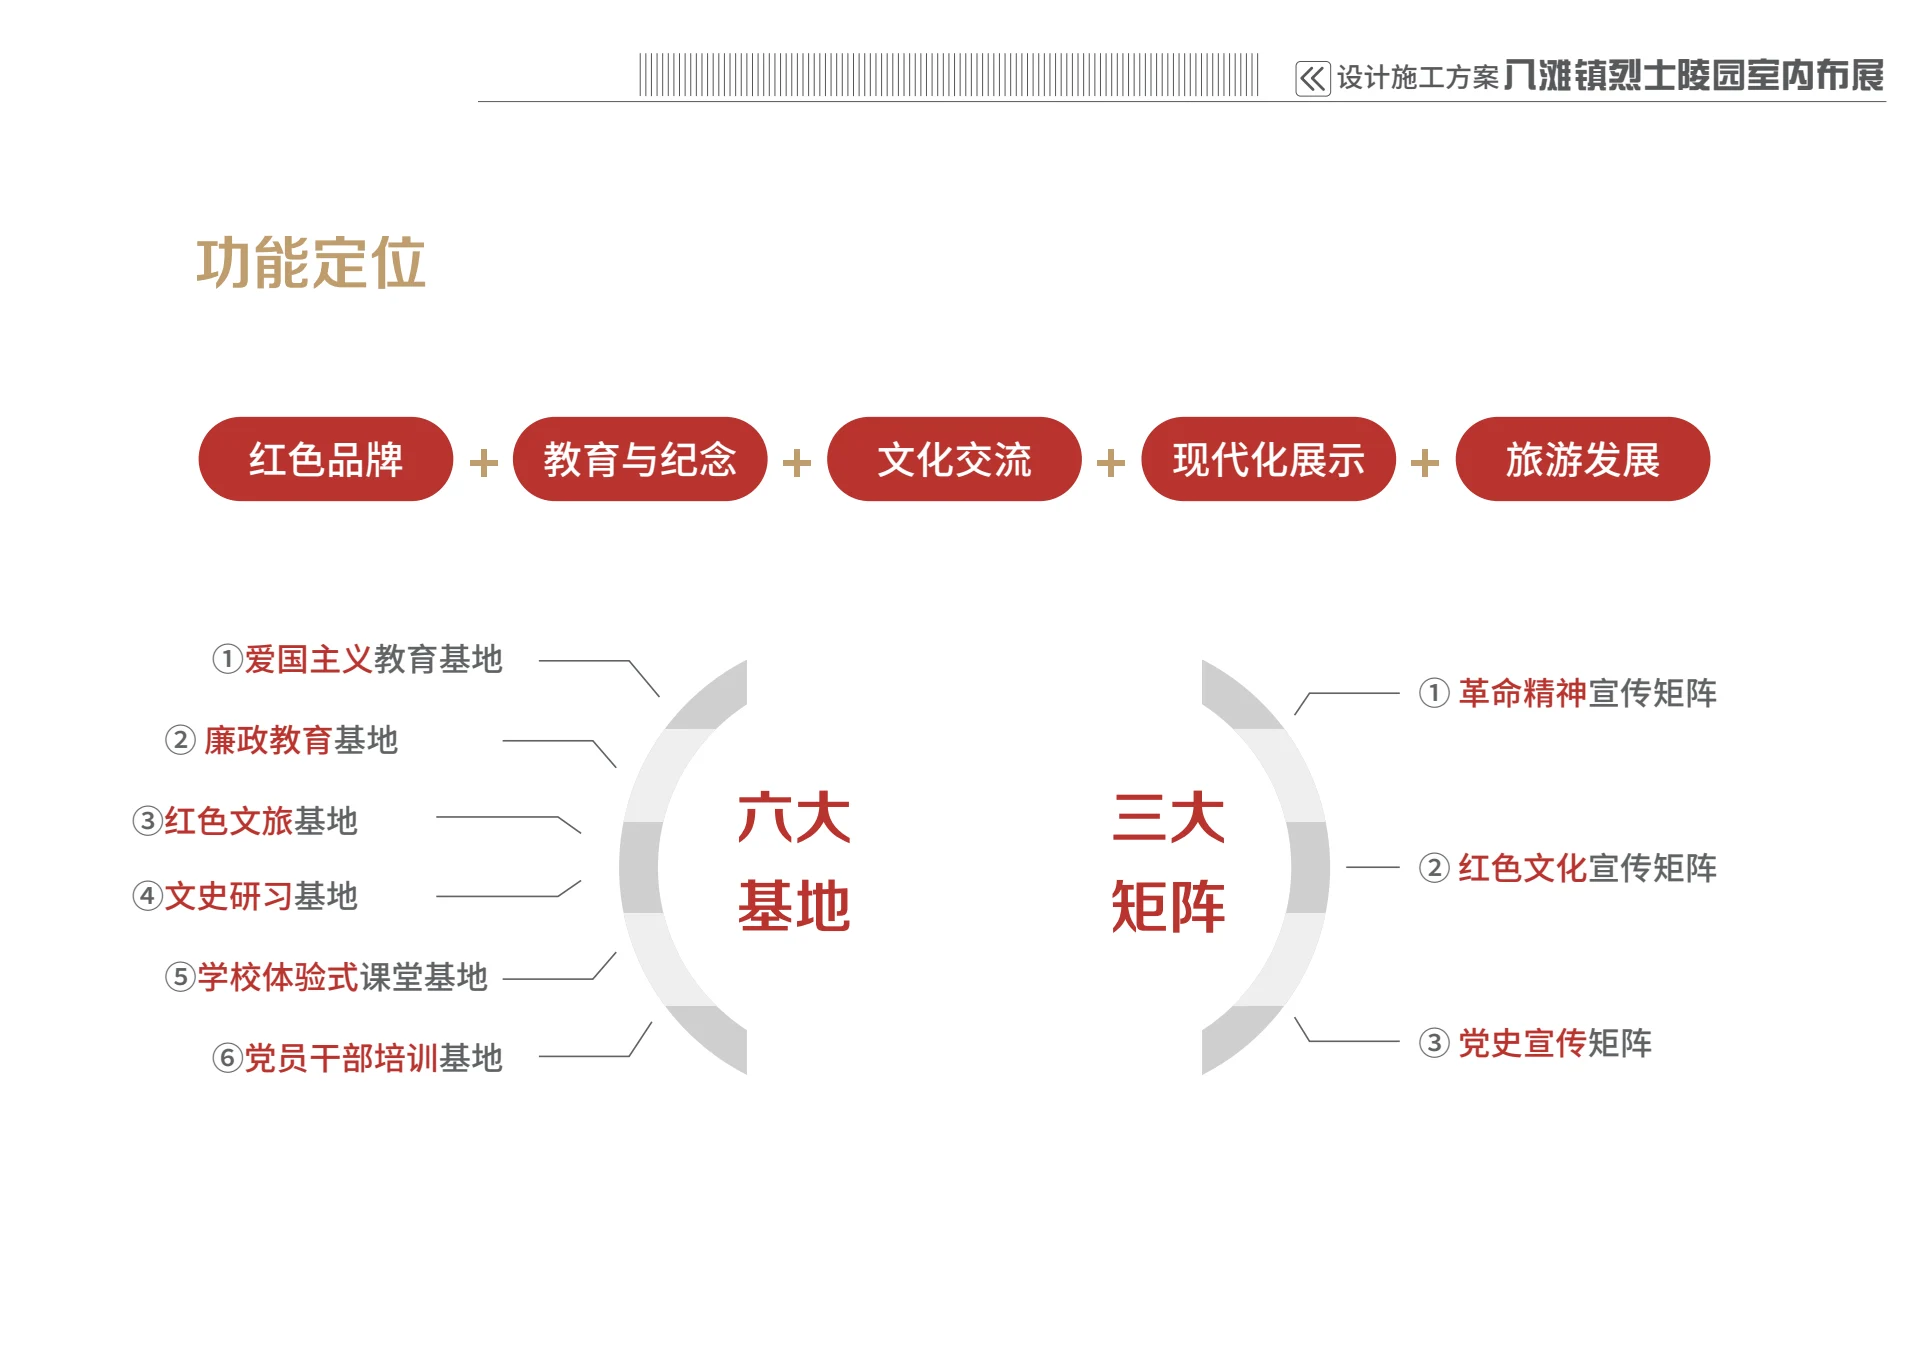 设计施工方案 八滩镇烈士陵园室内布展
功能定位
红色品牌 + 教育与纪念 + 文化交流 + 现代化展示 + 旅游发展
①爱国主义教育基地
② 廉政教育基地
③红色文旅基地
④文史研习基地
⑤学校体验式课堂基地
⑥党员干部培训基地
六大
基地
三大
矩阵
① 革命精神宣传矩阵
② 红色文化宣传矩阵
③ 党史宣传矩阵